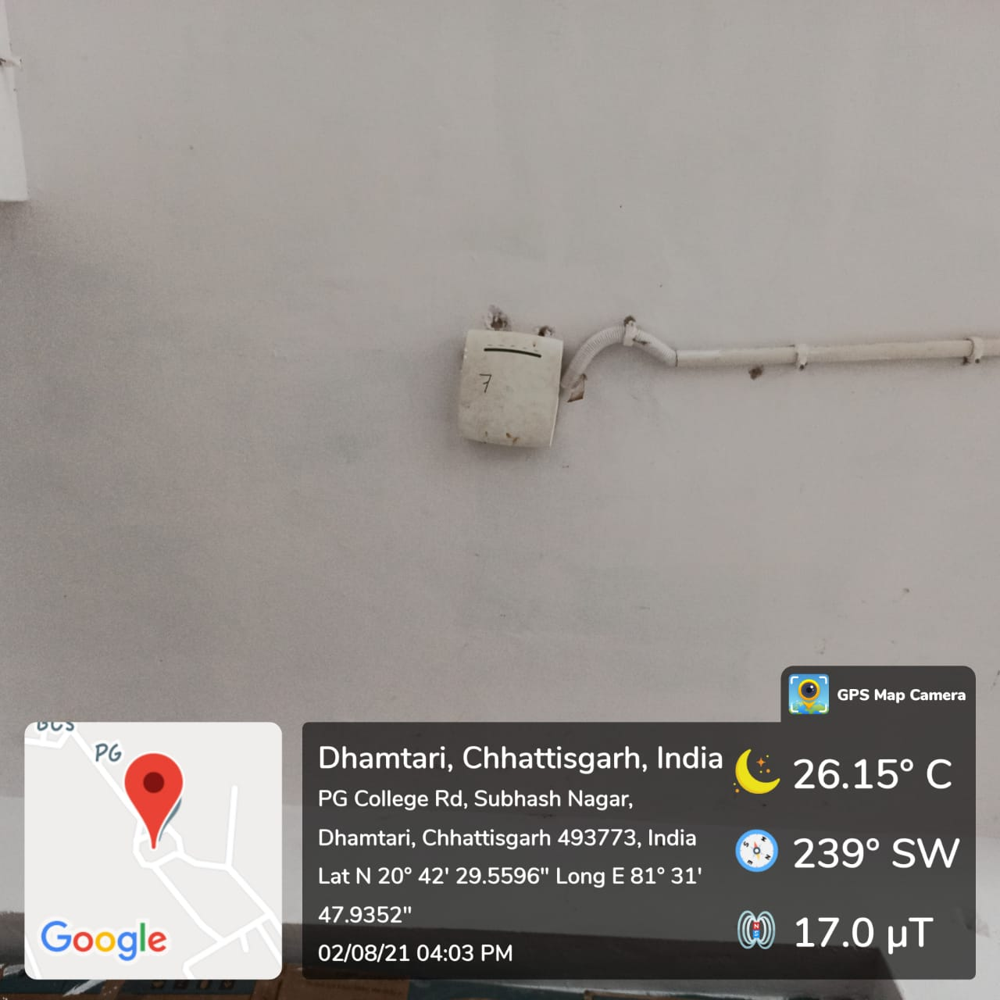 7
GPS Map Camera
PG
Google
Dhamtari, Chhattisgarh, India
PG College Rd, Subhash Nagar,
Dhamtari, Chhattisgarh 493773, India
Lat N 20° 42' 29.5596" Long E 81° 31'
47.9352"
02/08/21 04:03 PM
26.15° C
239° SW
17.0 µT